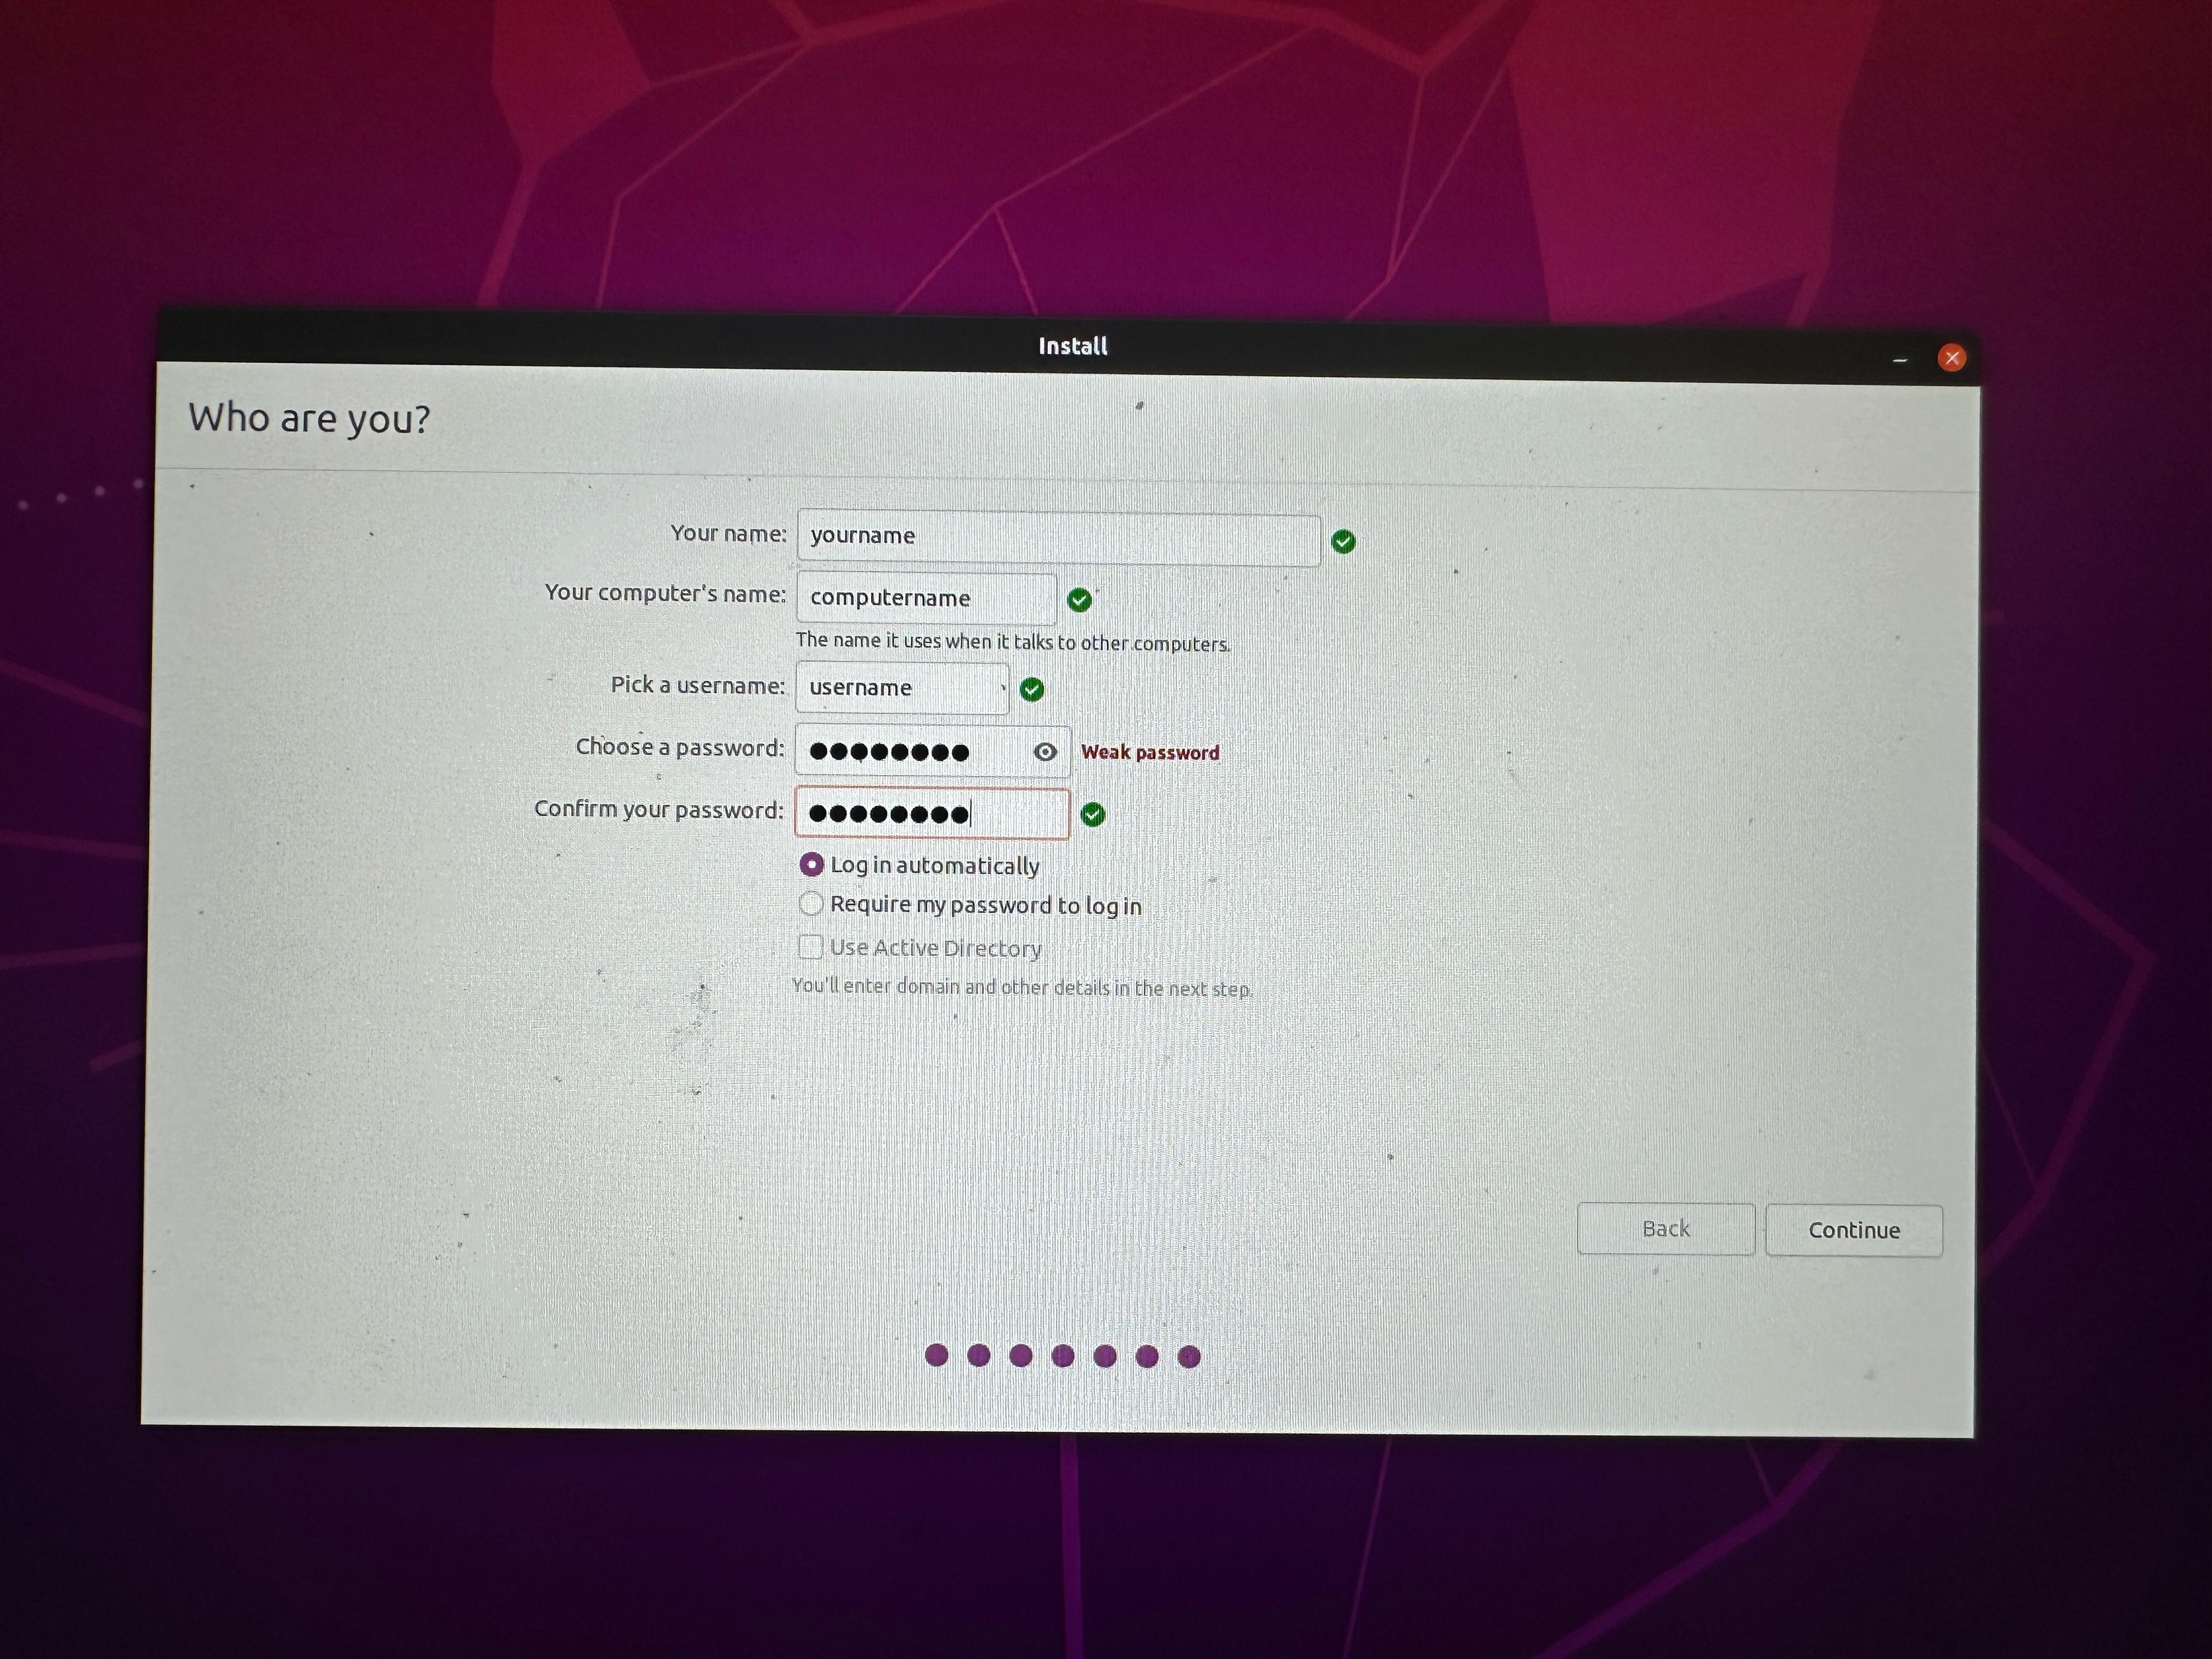 Install
Who are you?
Your name: yourname
Your computer's name: computername
The name it uses when it talks to other computers.
Pick a username: username
Choose a password: ●●●●●●●● Weak password
Confirm your password: ●●●●●●●●
Log in automatically
Require my password to log in
Use Active Directory
You'll enter domain and other details in the next step.
Back Continue